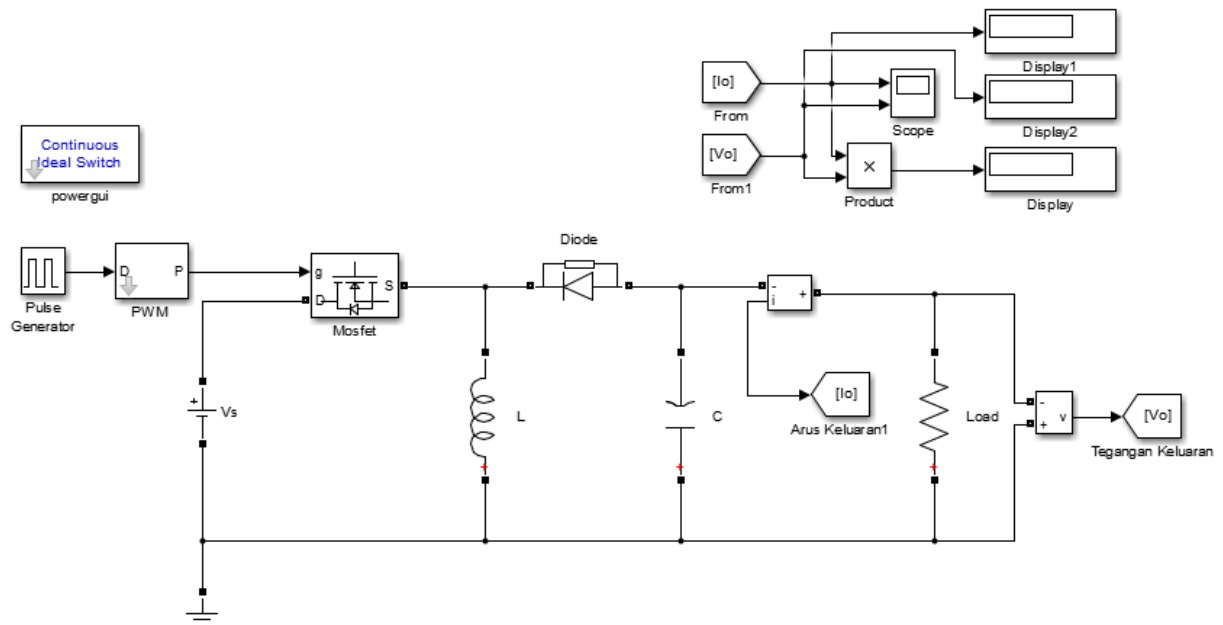 [Io]
From
Display1
Scope
Display2
Continuous
Ideal Switch
powergui
[Vo]
From1
×
Product
Display
Pulse
Generator
D
P
PWM
g
D
S
Mosfet
Diode
-
i
+
+
Vs
L
C
[Io]
Arus Keluaran1
Load
-
+
v
[Vo]
Tegangan Keluaran
+
+
+